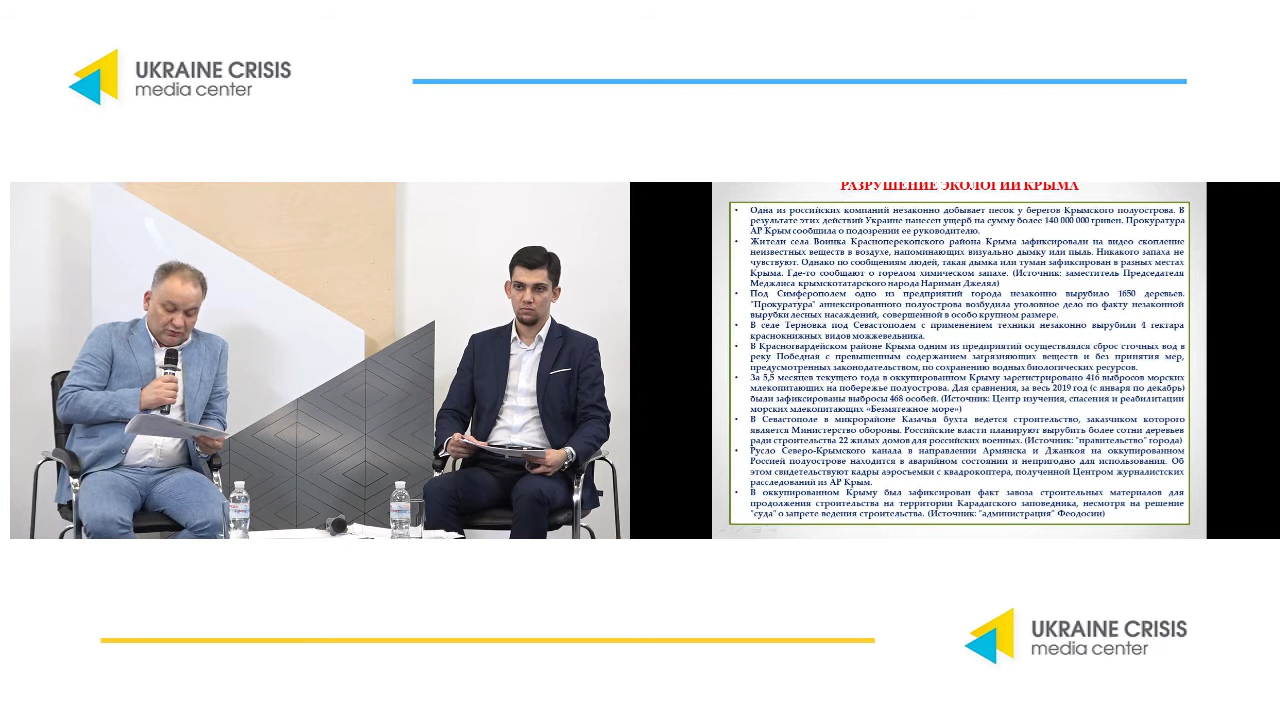 UKRAINE CRISIS
media center
РАЗРУШЕНИЕ ЭКОЛОГИИ КРЫМА
• Одна из российских компаний незаконно добывает песок у берегов Крымского полуострова. В
результате этих действий Украине нанесен ущерб на сумму более 140 000 000 гривен. Прокуратура
АР Крым сообщила о подозрении ее руководителю.
• Жители села Воинка Красноперекопского района Крыма зафиксировали на видео скопление
неизвестных веществ в воздухе, напоминающих визуально дымку или пыль. Никакого запаха не
чувствуют. Однако по сообщениям людей, такая дымка или туман зафиксирован в разных местах
Крыма. Где-то сообщают о горелом химическом запахе. (Источник: заместитель Председателя
Меджлиса крымскотатарского народа Нариман Джелял)
• Под Симферополем одно из предприятий города незаконно вырубило 1650 деревьев.
"Прокуратура" аннексированного полуострова возбудила уголовное дело по факту незаконной
вырубки лесных насаждений, совершенной в особо крупном размере.
• В селе Терновка под Севастополем с применением техники незаконно вырубили 4 гектара
краснокнижных видов можжевельника.
• В Красногвардейском районе Крыма одним из предприятий осуществлялся сброс сточных вод в
реку Победная с превышенным содержанием загрязняющих веществ и без принятия мер,
предусмотренных законодательством, по сохранению водных биологических ресурсов.
• За 5,5 месяцев текущего года в оккупированном Крыму зарегистрировано 416 выбросов морских
млекопитающих на побережье полуострова. Для сравнения, за весь 2019 год (с января по декабрь)
были зафиксированы выбросы 468 особей. (Источник: Центр изучения, спасения и реабилитации
морских млекопитающих «Безмятежное море»)
• В Севастополе в микрорайоне Казачья бухта ведется строительство, заказчиком которого
является Министерство обороны. Российские власти планируют вырубить более сотни деревьев
ради строительства 22 жилых домов для российских военных. (Источник: "правительство" города)
• Русло Северо-Крымского канала в направлении Армянска и Джанкоя на оккупированном
Россией полуострове находится в аварийном состоянии и непригодно для использования. Об
этом свидетельствуют кадры аэросъемки с квадрокоптера, полученной Центром журналистских
расследований из АР Крым.
• В оккупированном Крыму был зафиксирован факт завоза строительных материалов для
продолжения строительства на территории Карадагского заповедника, несмотря на решение
"суда" о запрете ведения строительства. (Источник: "администрация" Феодосии)
UKRAINE CRISIS
media center